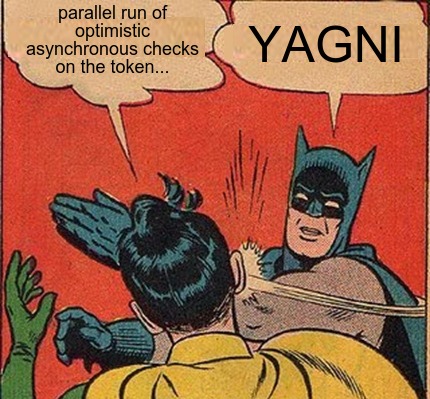 parallel run of
optimistic
asynchronous checks
on the token...
YAGNI